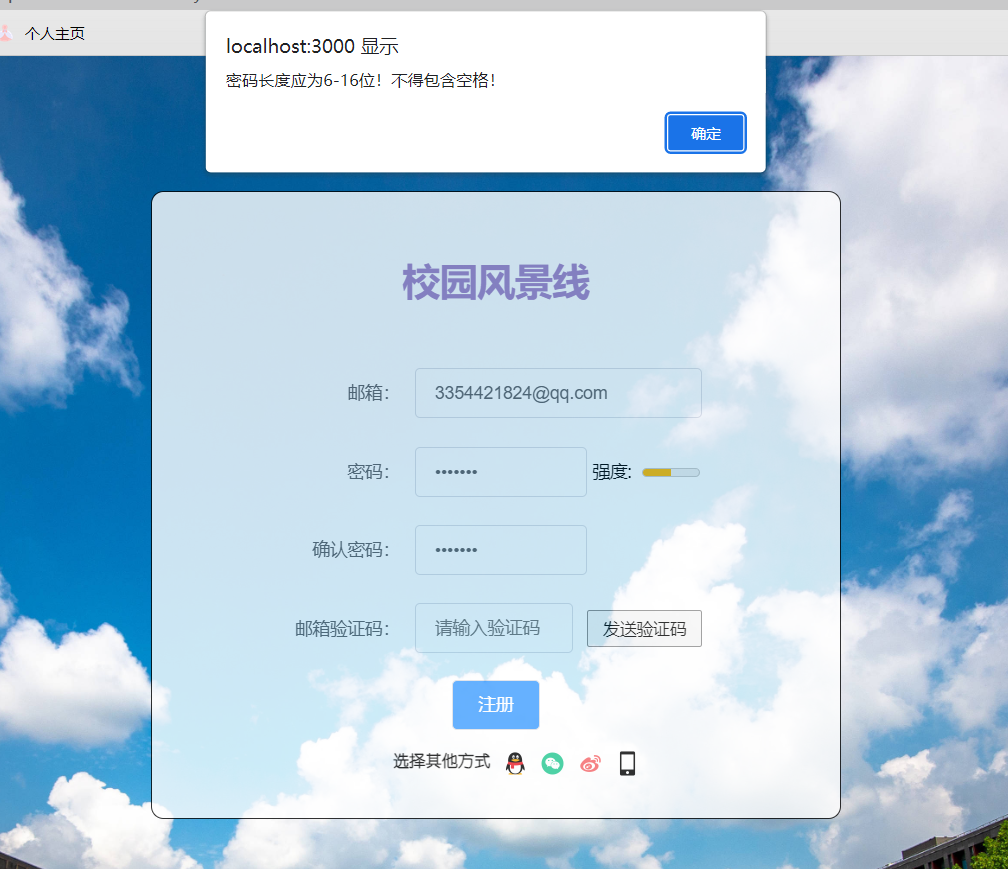 个人主页
localhost:3000 显示
密码长度应为6-16位！不得包含空格！
确定
校园风景线
邮箱：
3354421824@qq.com
密码：
•••••••
强度:
确认密码：
•••••••
邮箱验证码：
请输入验证码
发送验证码
注册
选择其他方式